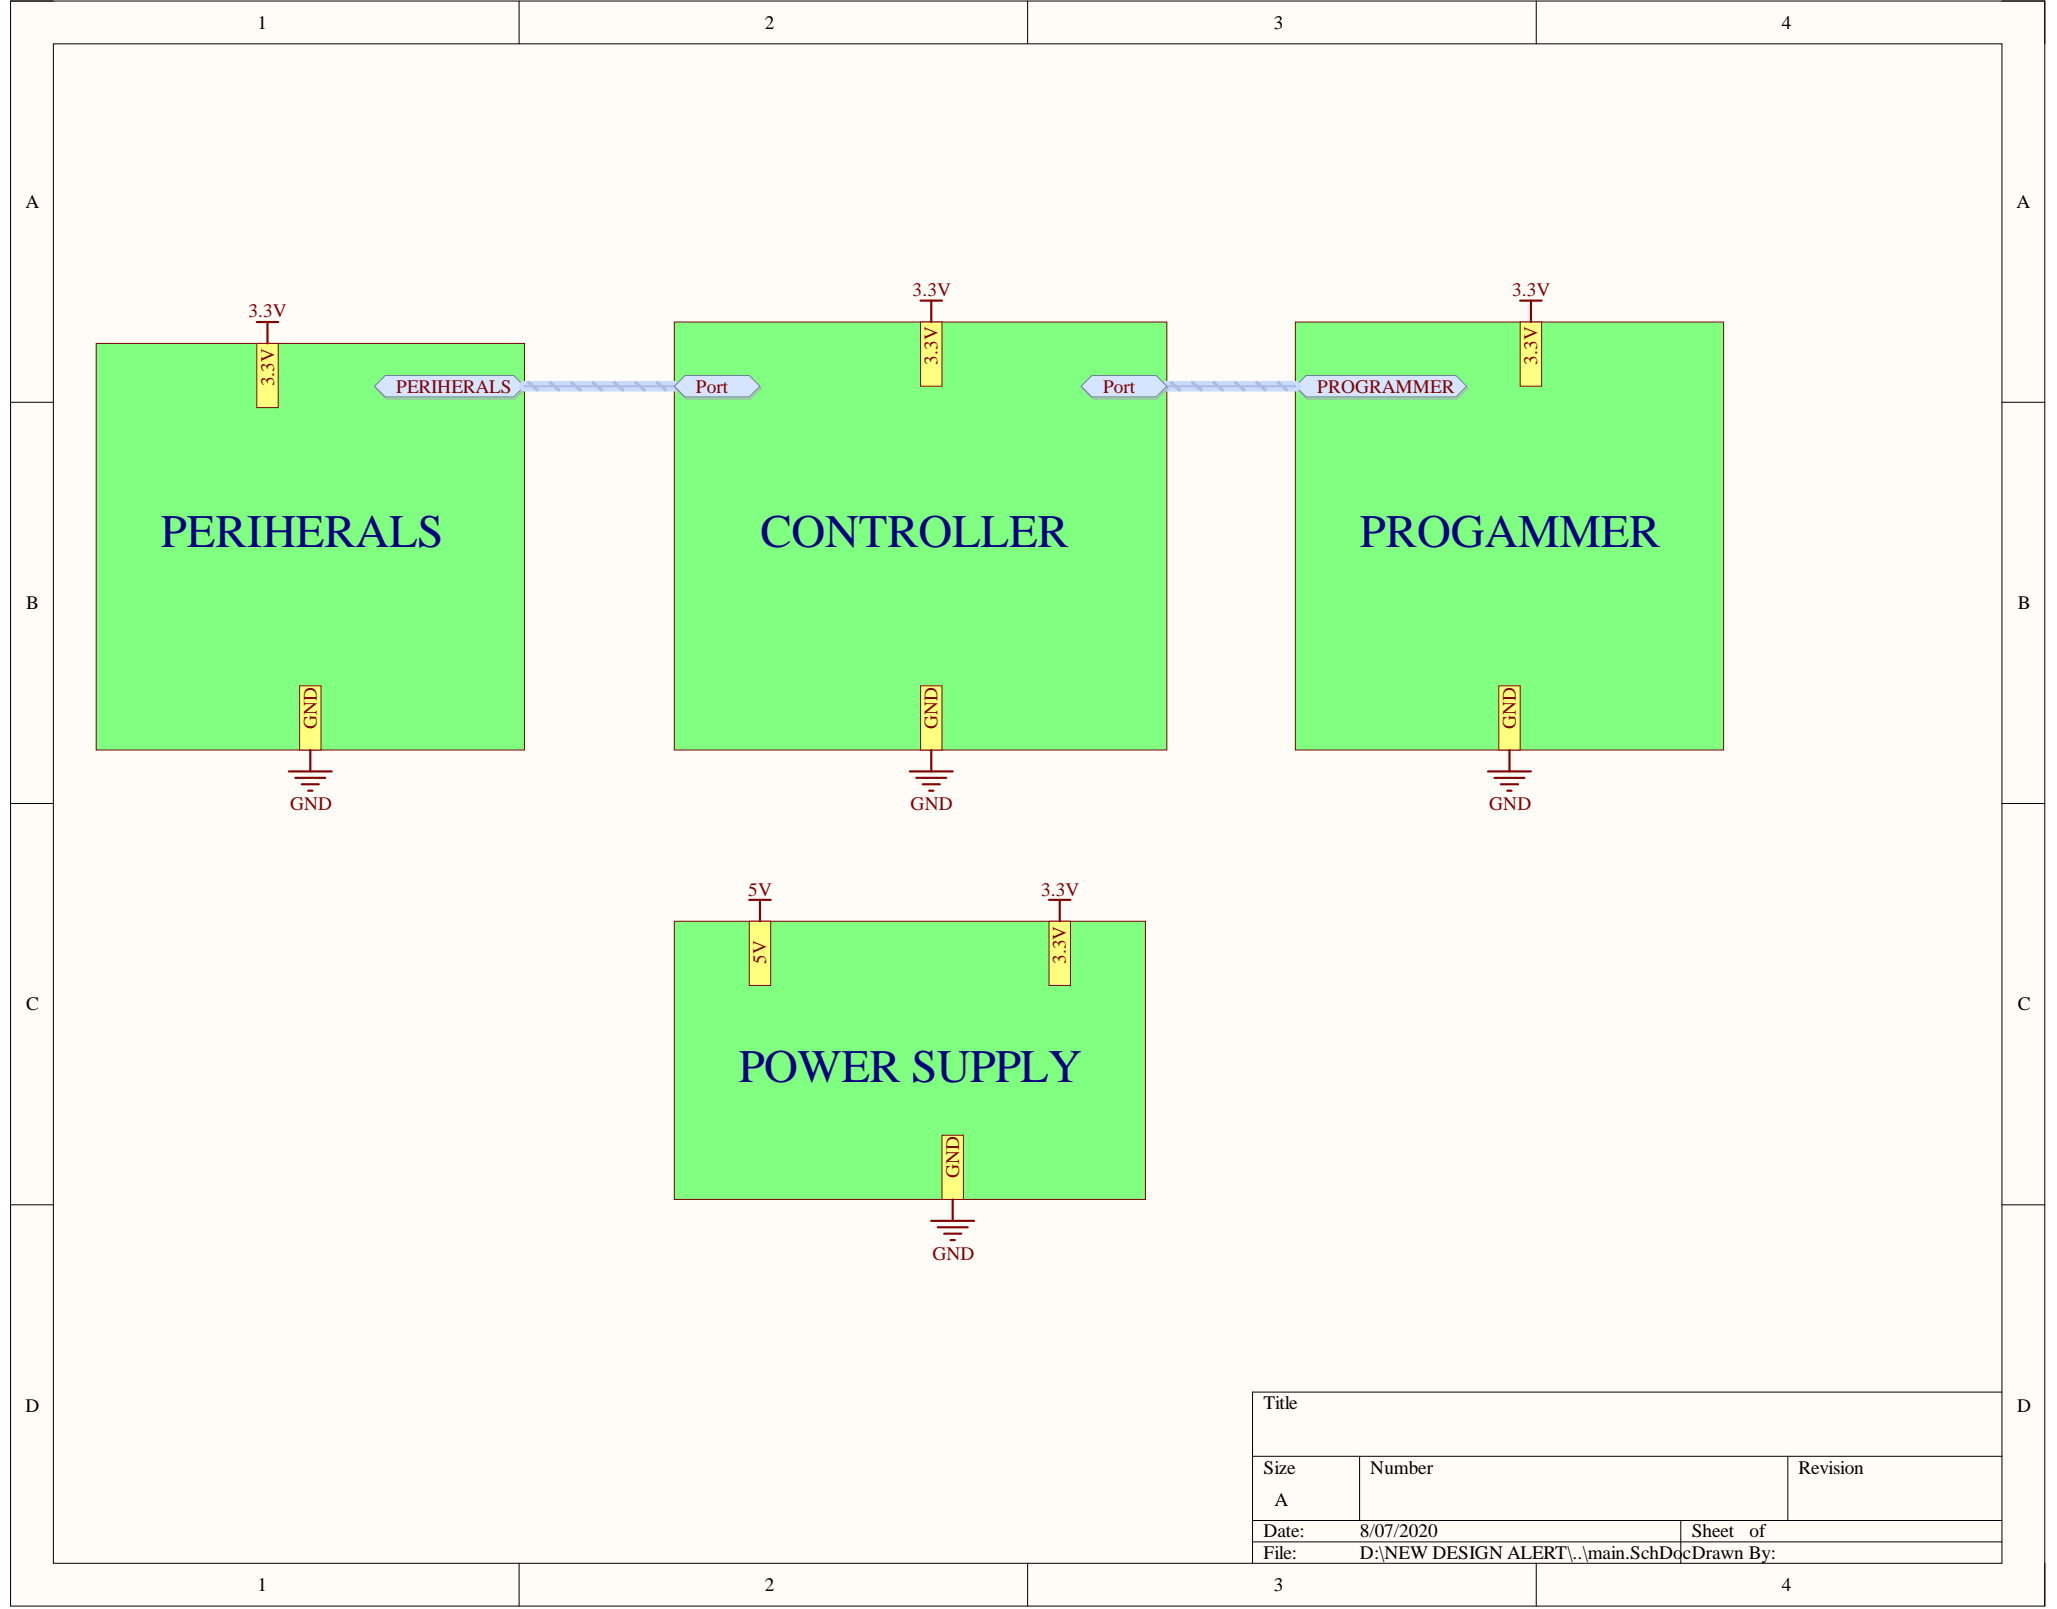 1 2 3 4
A A
3.3V 3.3V
3.3V
3.3V 3.3V 3.3V
PERIHERALS Port Port PROGRAMMER
PERIHERALS CONTROLLER PROGAMMER
B B
GND GND GND
GND GND GND
5V 3.3V
5V 3.3V
C C
POWER SUPPLY
GND
GND
D D
Title
Size Number Revision
A
Date: 8/07/2020 Sheet of
File: D:\NEW DESIGN ALERT\..\main.SchDoc Drawn By:
1 2 3 4